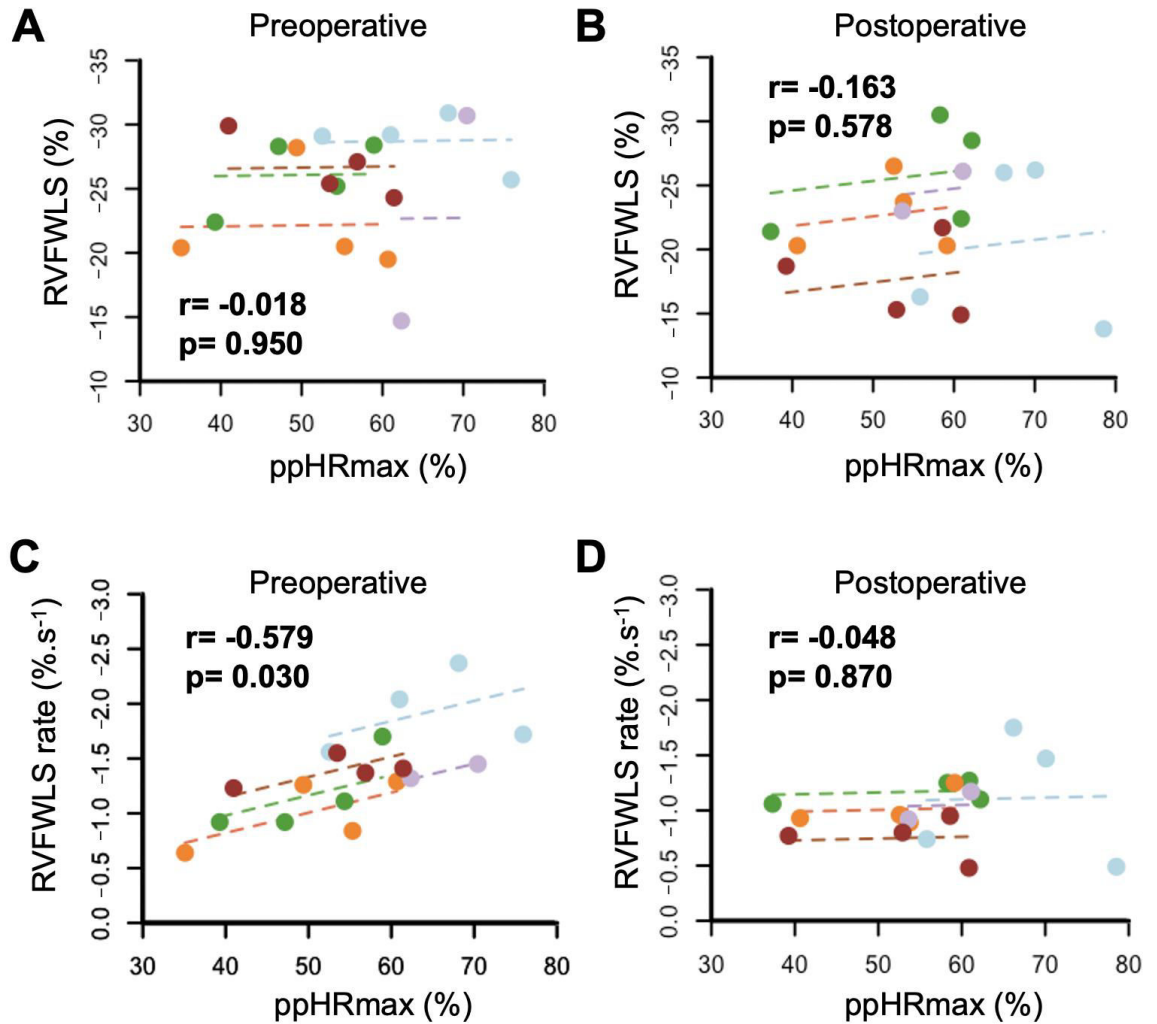 A
Preoperative
RVFWLS (%)
−35
−30
−25
−20
−15
−10
r= -0.018
p= 0.950
30 40 50 60 70 80
ppHRmax (%)
B
Postoperative
RVFWLS (%)
−35
−30
−25
−20
−15
−10
r= -0.163
p= 0.578
30 40 50 60 70 80
ppHRmax (%)
C
Preoperative
RVFWLS rate (%.s-1)
−3.0
−2.5
−2.0
−1.5
−1.0
−0.5
0.0
r= -0.579
p= 0.030
30 40 50 60 70 80
ppHRmax (%)
D
Postoperative
RVFWLS rate (%.s-1)
−3.0
−2.5
−2.0
−1.5
−1.0
−0.5
0.0
r= -0.048
p= 0.870
30 40 50 60 70 80
ppHRmax (%)